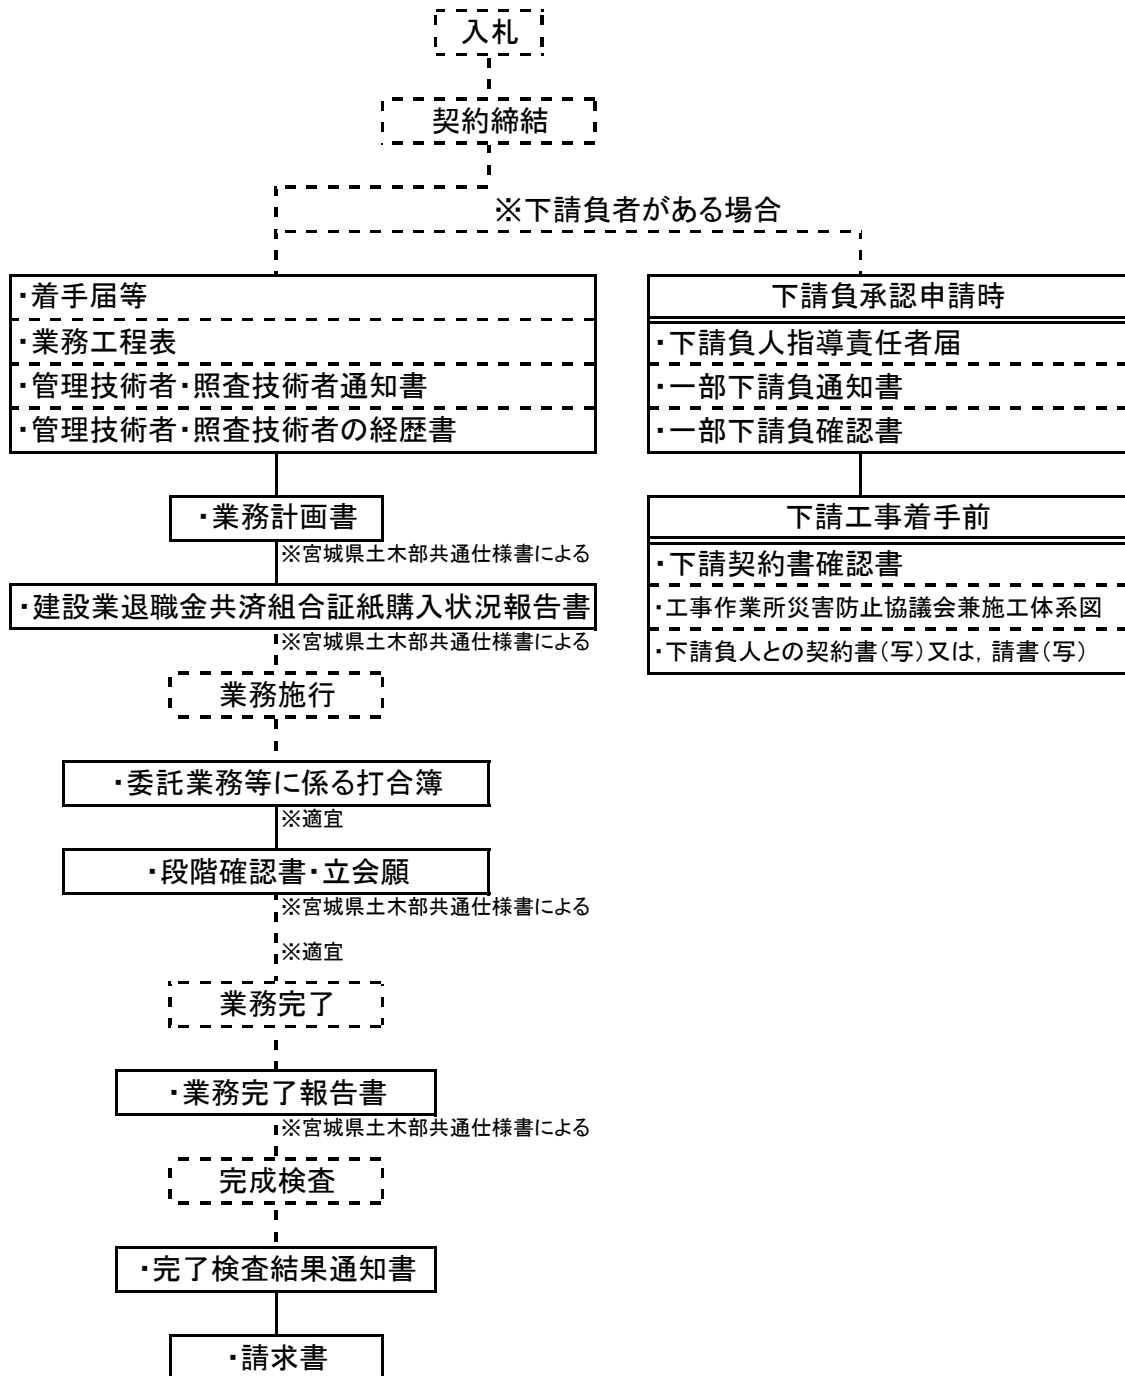 入札
契約締結
※下請負者がある場合
・着手届等
・業務工程表
・管理技術者・照査技術者通知書
・管理技術者・照査技術者の経歴書
下請負承認申請時
・下請負人指導責任者届
・一部下請負通知書
・一部下請負確認書
・業務計画書
※宮城県土木部共通仕様書による
・建設業退職金共済組合証紙購入状況報告書
※宮城県土木部共通仕様書による
下請工事着手前
・下請契約書確認書
・工事作業所災害防止協議会兼施工体系図
・下請負人との契約書（写）又は，請書（写）
業務施行
・委託業務等に係る打合簿
※適宜
・段階確認書・立会願
※宮城県土木部共通仕様書による
※適宜
業務完了
・業務完了報告書
※宮城県土木部共通仕様書による
完成検査
・完了検査結果通知書
・請求書